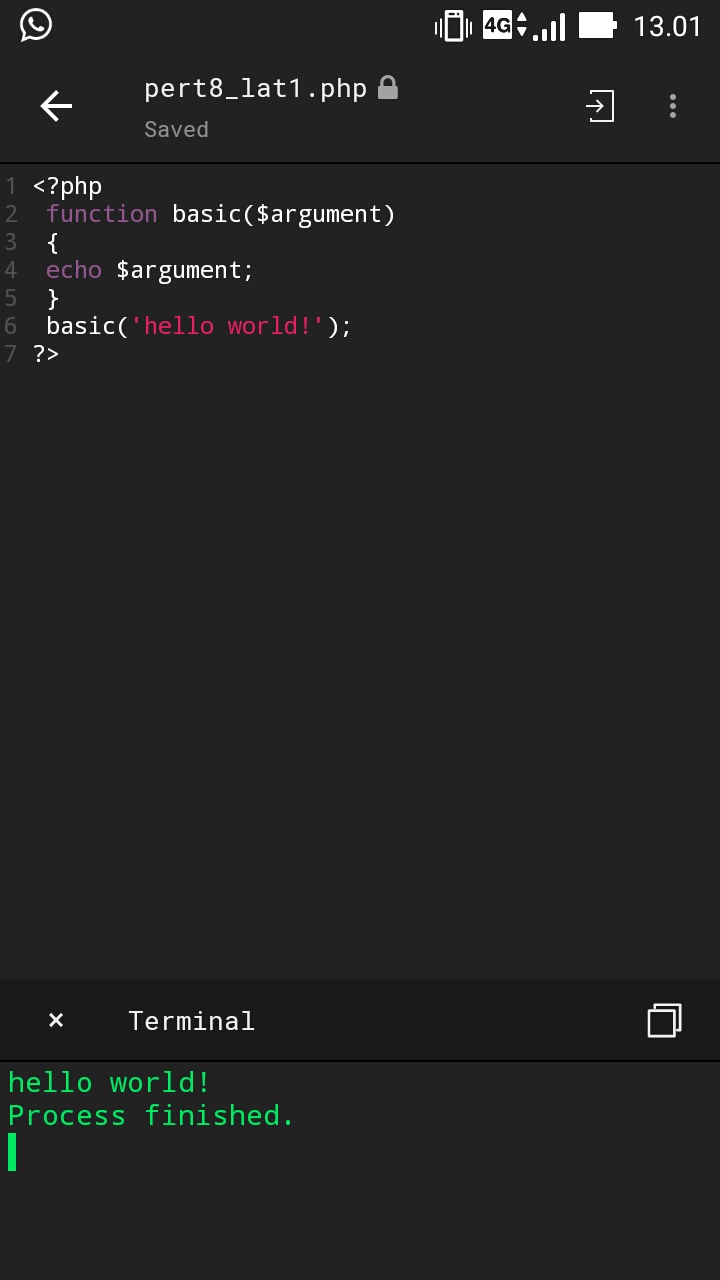 4G 13.01
pert8_lat1.php
Saved
1 <?php
2  function basic($argument)
3  {
4  echo $argument;
5  }
6  basic('hello world!');
7 ?>
× Terminal
hello world!
Process finished.